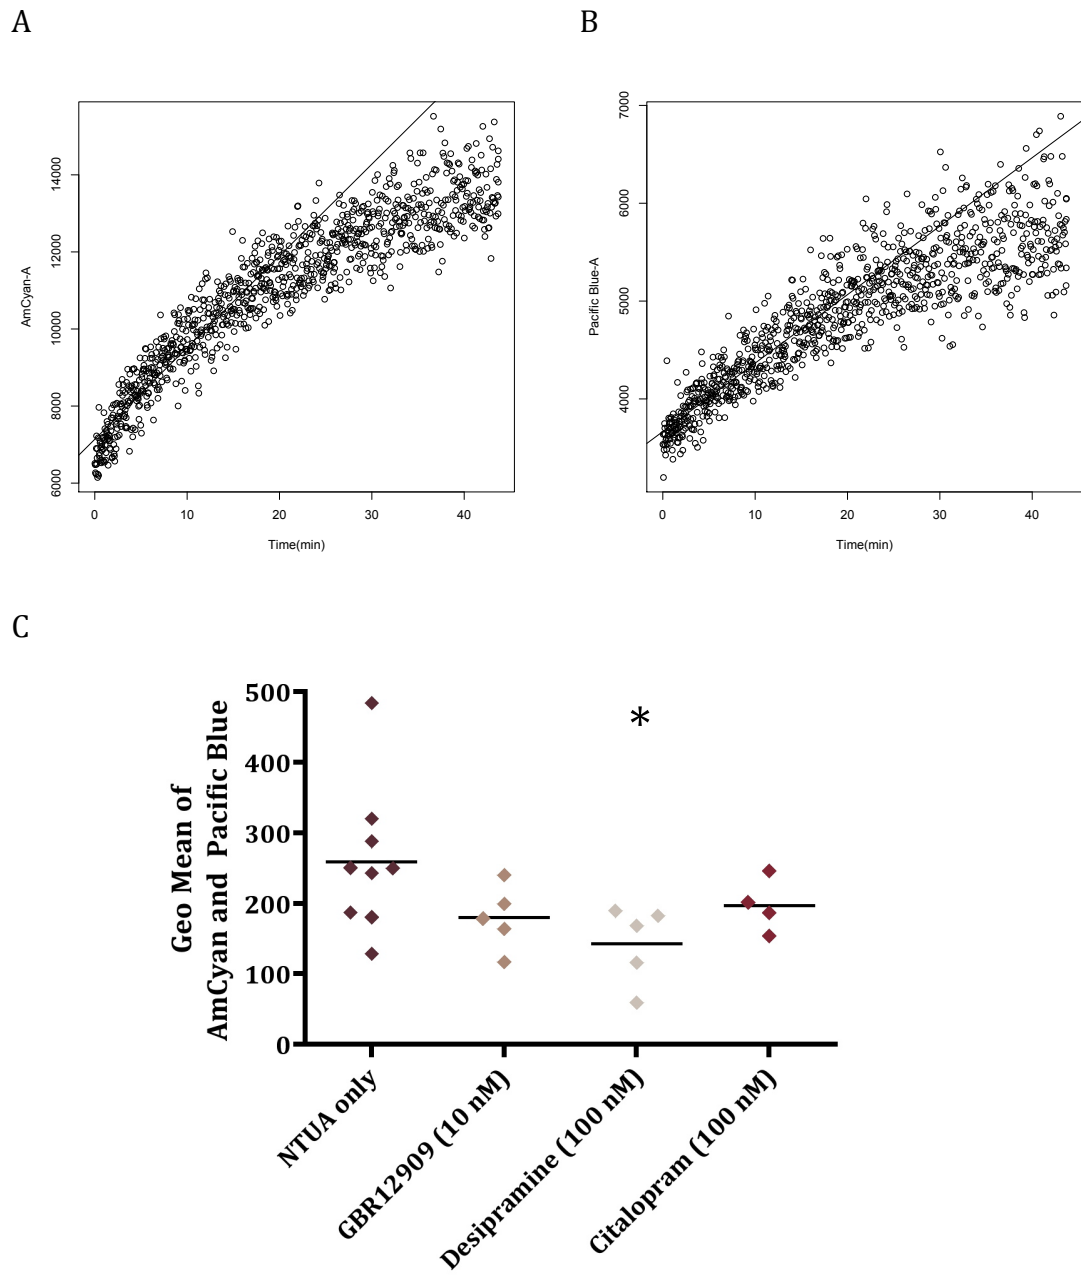 A
B
AmCyan-A
6000
8000
10000
12000
14000
0
10
20
30
40
Time(min)
Pacific Blue-A
4000
5000
6000
7000
0
10
20
30
40
Time(min)
C
Geo Mean of
AmCyan and Pacific Blue
500
400
300
200
100
0
*
NTUA only
GBR12909 (10 nM)
Desipramine (100 nM)
Citalopram (100 nM)